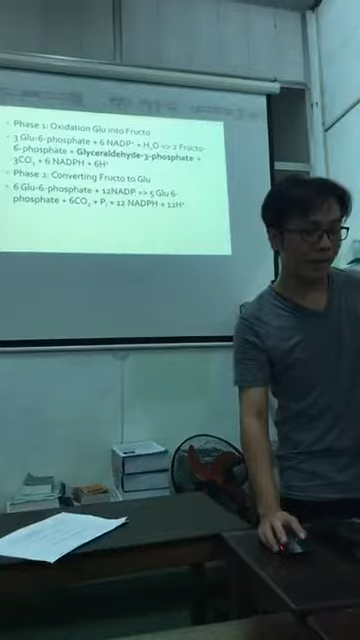 Phase 1: Oxidation Glu into Fructo
3 Glu-6-phosphate + 6 NADP⁺ + H₂O => 2 Fructo-
6-phosphate + Glyceraldehyde-3-phosphate +
3CO₂ + 6 NADPH + 6H⁺
Phase 2: Converting Fructo to Glu
6 Glu-6-phosphate + 12NADP => 5 Glu 6-
phosphate + 6CO₂ + Pᵢ + 12 NADPH + 12H⁺